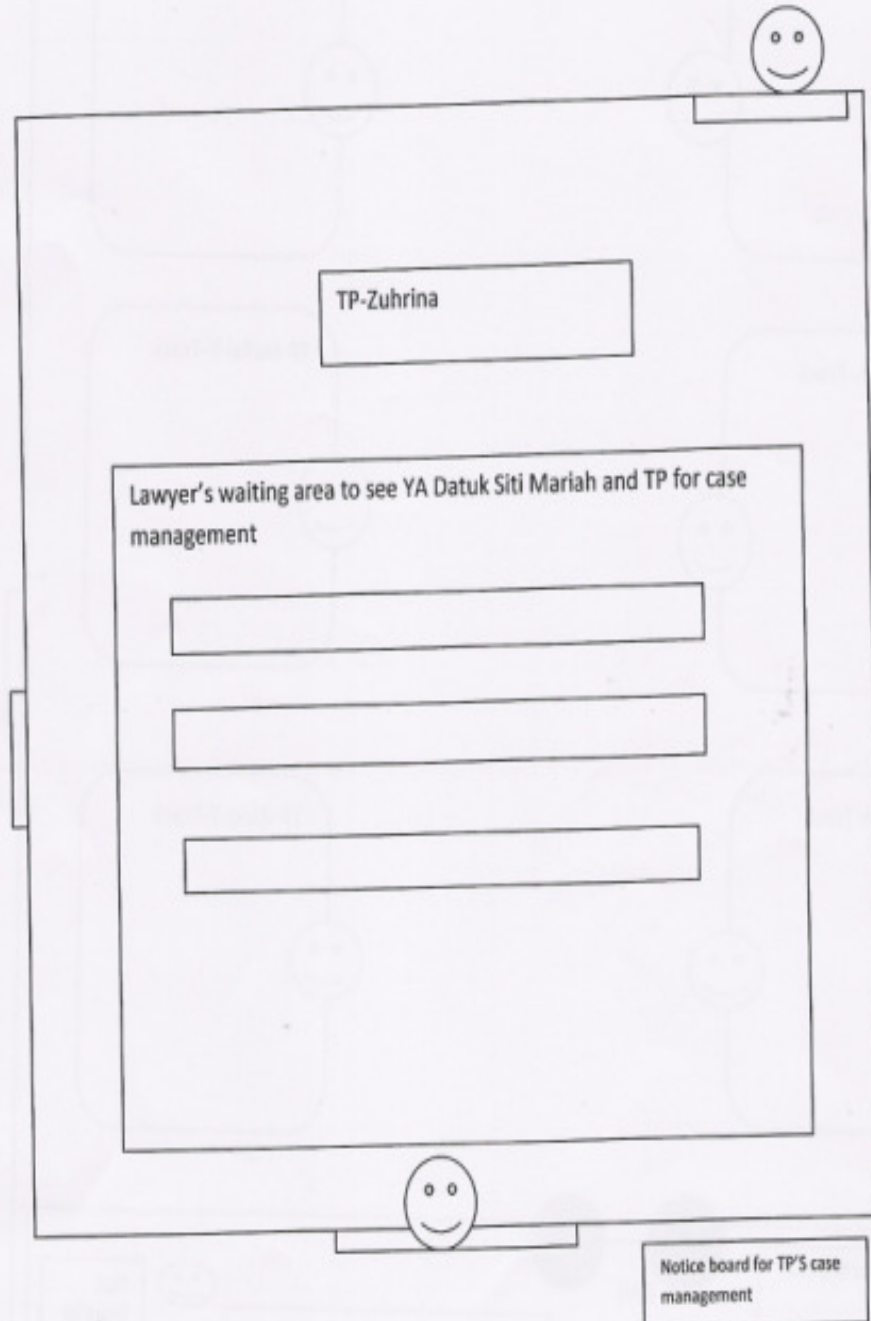 TP-Zuhrina
Lawyer's waiting area to see YA Datuk Siti Mariah and TP for case
management
Notice board for TP'S case
management